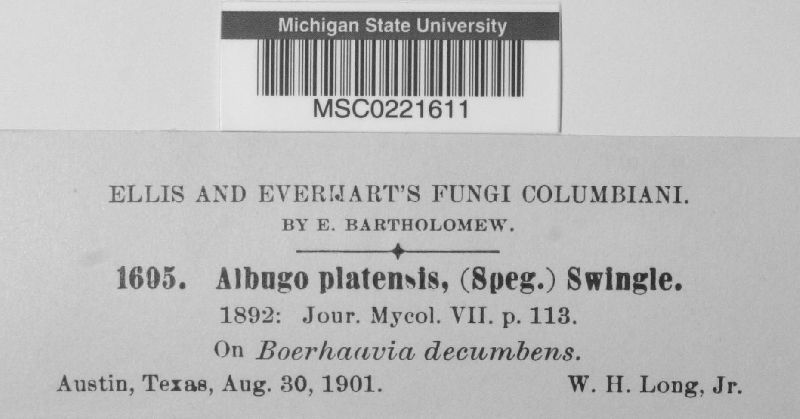 Michigan State University
MSC0221611
ELLIS AND EVERHART'S FUNGI COLUMBIANI.
BY E. BARTHOLOMEW.
1695. Albugo platensis, (Speg.) Swingle.
1892: Jour. Mycol. VII. p. 113.
On Boerhaavia decumbens.
Austin, Texas, Aug. 30, 1901. W. H. Long, Jr.